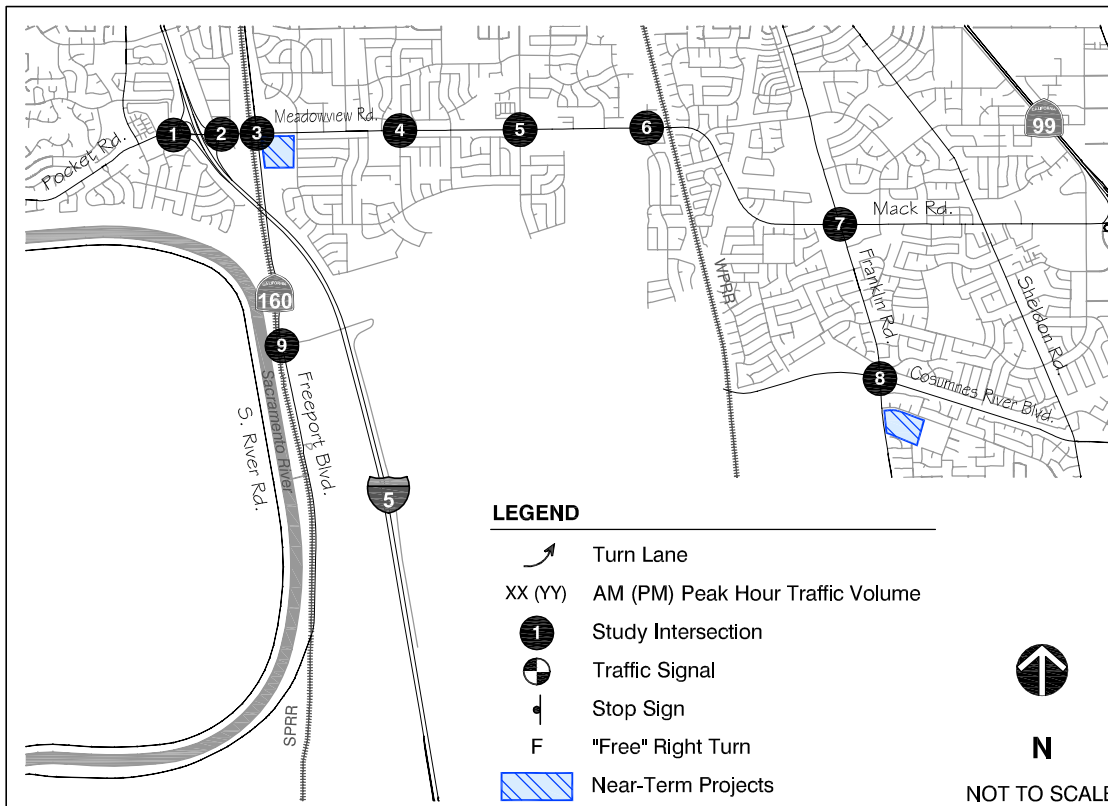 Meadowview Rd.
1
2
3
4
5
6
CALIFORNIA
99
Pocket Rd.
7
Mack Rd.
WPRR
Franklin Rd.
Sheldon Rd.
CALIFORNIA
160
9
8
Cosumnes River Blvd.
Sacramento River
Freeport Blvd.
S. River Rd.
5
SPRR
LEGEND
Turn Lane
XX (YY) AM (PM) Peak Hour Traffic Volume
1 Study Intersection
Traffic Signal
Stop Sign
F "Free" Right Turn
Near-Term Projects
N
NOT TO SCALE